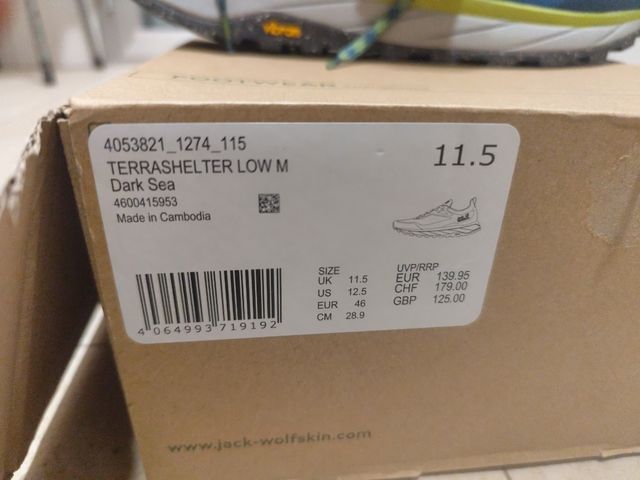 vibram
FOOTWEAR
4053821_1274_115
TERRASHELTER LOW M
Dark Sea
4600415953
Made in Cambodia
11.5
4 064993 719192
SIZE
UK 11.5
US 12.5
EUR 46
CM 28.9
UVP/RRP
EUR 139.95
CHF 179.00
GBP 125.00
www.jack-wolfskin.com